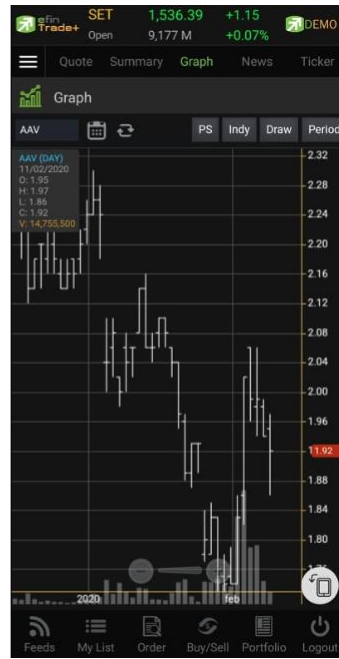 efin Trade+ SET 1,536.39 +1.15 DEMO
Open 9,177 M +0.07%
Quote Summary Graph News Ticker
Graph
AAV PS Indy Draw Period
AAV (DAY)
11/02/2020
O: 1.95
H: 1.97
L: 1.86
C: 1.92
V: 14,755,500
2.32
2.28
2.24
2.20
2.16
2.12
2.08
2.04
2.00
1.96
1.92
1.88
1.84
1.80
1.76
2020 feb
Feeds My List Order Buy/Sell Portfolio Logout